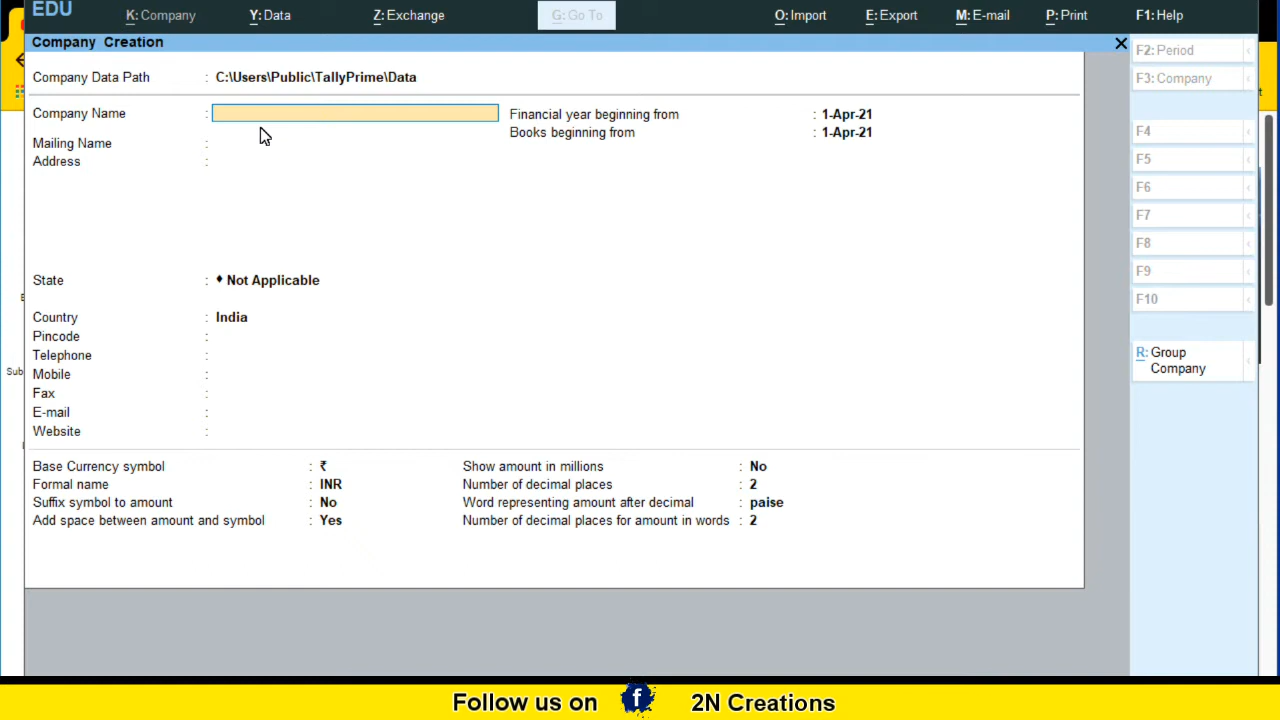 EDU
K: Company Y: Data Z: Exchange G: Go To O: Import E: Export M: E-mail P: Print F1: Help
Company Creation
F2: Period
Company Data Path : C:\Users\Public\TallyPrime\Data
F3: Company
Company Name : Financial year beginning from : 1-Apr-21
Books beginning from : 1-Apr-21
F4
Mailing Name :
Address :
F5
F6
F7
F8
F9
State : ♦ Not Applicable
F10
Country : India
Pincode :
Telephone :
R: Group Company
Mobile :
Fax :
E-mail :
Website :
Base Currency symbol : ₹ Show amount in millions : No
Formal name : INR Number of decimal places : 2
Suffix symbol to amount : No Word representing amount after decimal : paise
Add space between amount and symbol : Yes Number of decimal places for amount in words : 2
Sub
Follow us on f 2N Creations